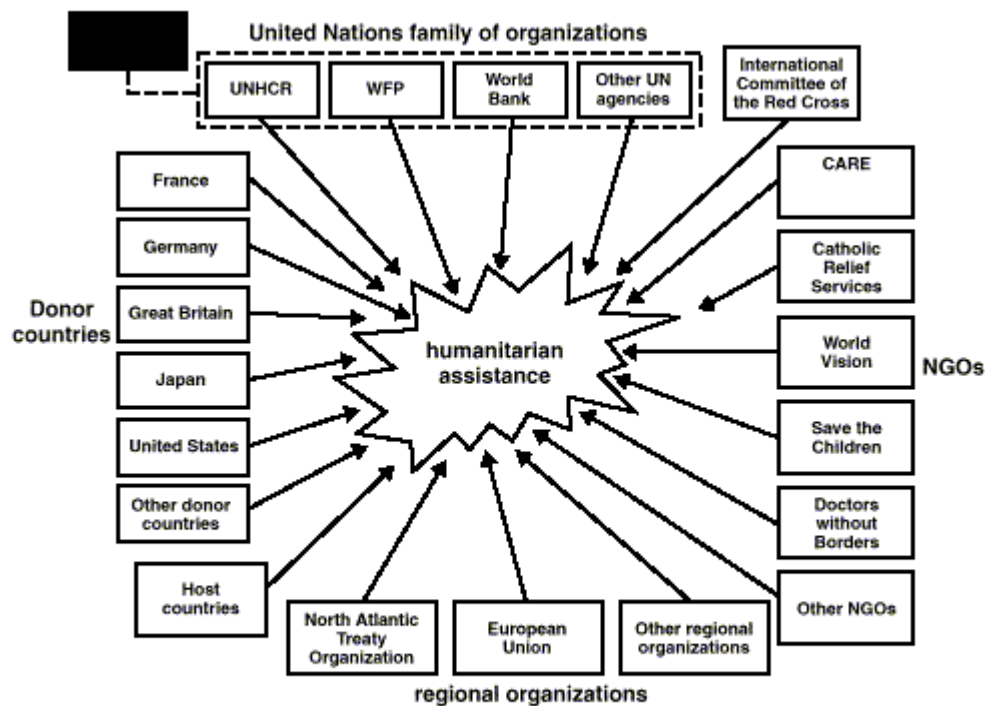 United Nations family of organizations
UNHCR
WFP
World
Bank
Other UN
agencies
International
Committee of
the Red Cross
France
Germany
Great Britain
Japan
United States
Other donor
countries
Donor
countries
Host
countries
humanitarian
assistance
CARE
Catholic
Relief
Services
World
Vision
Save the
Children
Doctors
without
Borders
Other NGOs
NGOs
North Atlantic
Treaty
Organization
European
Union
Other regional
organizations
regional organizations